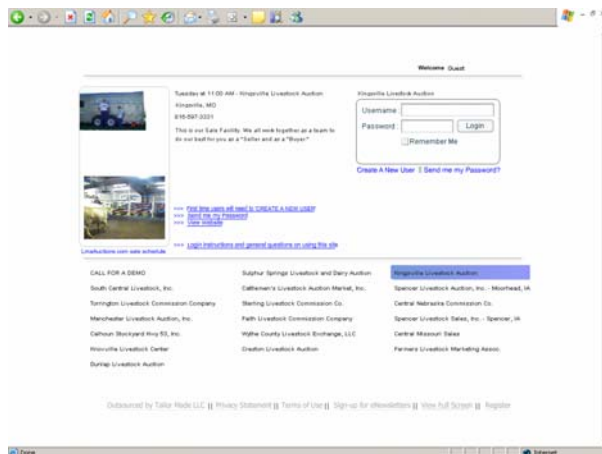 Welcome Guest
Tuesday at 11:00 AM - Kingsville Livestock Auction
Kingsville, MO
816-597-3331
This is our Sale Facility. We all work together as a team to
do our best for you as a "Seller and as a "Buyer."
Kingsville Livestock Auction
Username
Password
Login
Remember Me
Create A New User || Send me my Password?
>>> First time users will need to 'CREATE A NEW USER'
>>> Send me my Password
>>> View Website
>>> Login instructions and general questions on using this site
LmaAuctions.com sale schedule
CALL FOR A DEMO
Sulphur Springs Livestock and Dairy Auction
Kingsville Livestock Auction
South Central Livestock, Inc.
Cattlemen's Livestock Auction Market, Inc.
Spencer Livestock Auction, Inc. - Moorhead, IA
Torrington Livestock Commission Company
Sterling Livestock Commission Co.
Central Nebraska Commission Co.
Manchester Livestock Auction, Inc.
Faith Livestock Commission Company
Spencer Livestock Sales, Inc. - Spencer, IA
Calhoun Stockyard Hwy 53, Inc.
Wythe County Livestock Exchange, LLC
Central Missouri Sales
Knoxville Livestock Center
Creston Livestock Auction
Farmers Livestock Marketing Assoc.
Dunlap Livestock Auction
Outsourced by Tailor Made LLC || Privacy Statement || Terms of Use || Sign-up for eNewsletters || View Full Screen || Register
Done
Internet